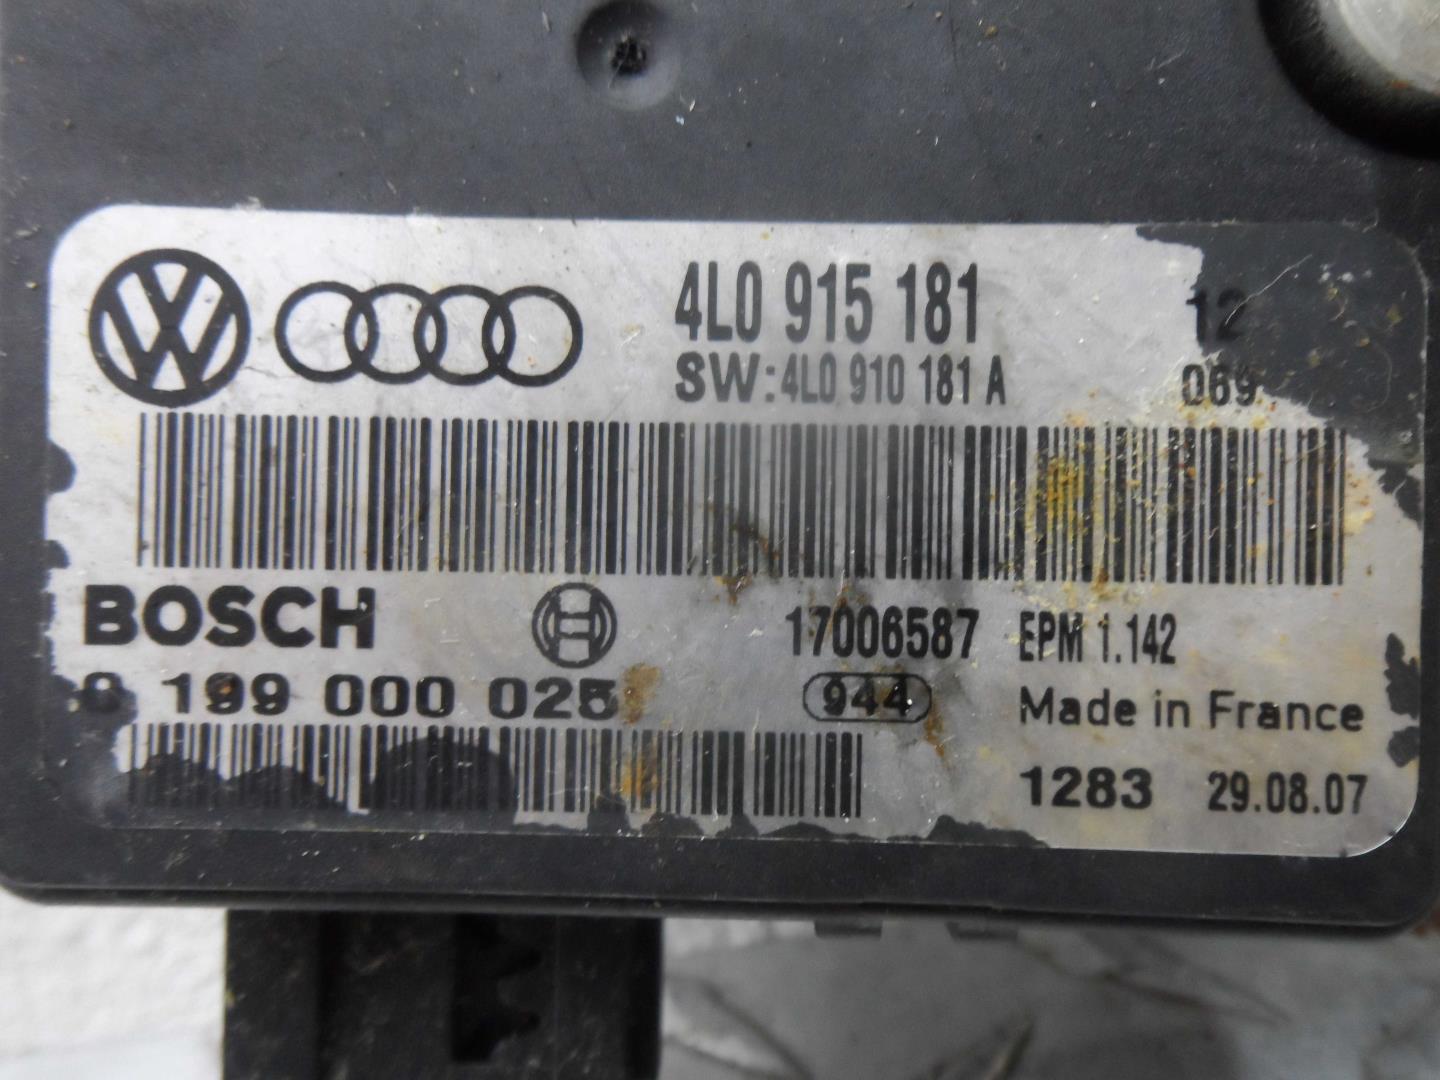 4L0 915 181 12
SW:4L0 910 181 A 069
BOSCH 17006587 EPM 1.142
0 199 000 025 944 Made in France
1283 29.08.07